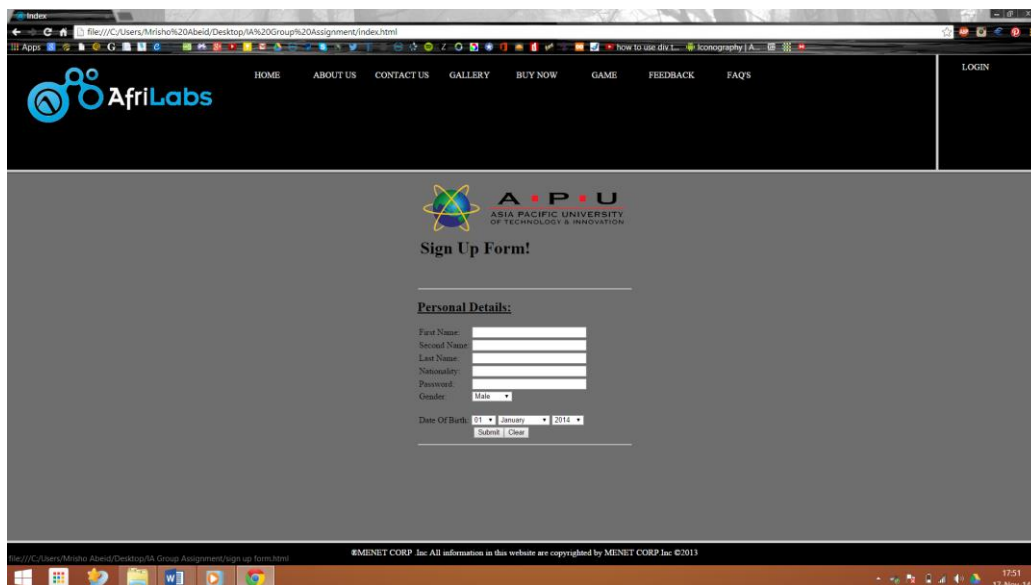 Index
file:///C:/Users/Mrisho%20Abeid/Desktop/IA%20Group%20Assignment/index.html
Apps
how to use div t...
Iconography | A...
AfriLabs
HOME ABOUT US CONTACT US GALLERY BUY NOW GAME FEEDBACK FAQ'S
LOGIN
A P U
ASIA PACIFIC UNIVERSITY
OF TECHNOLOGY & INNOVATION
Sign Up Form!
Personal Details:
First Name:
Second Name:
Last Name:
Nationality:
Password:
Gender: Male
Date Of Birth: 01 January 2014
Submit Clear
®MENET CORP .Inc All information in this website are copyrighted by MENET CORP.Inc ©2013
file:///C:/Users/Mrisho Abeid/Desktop/IA Group Assignment/sign up form.html
17:51